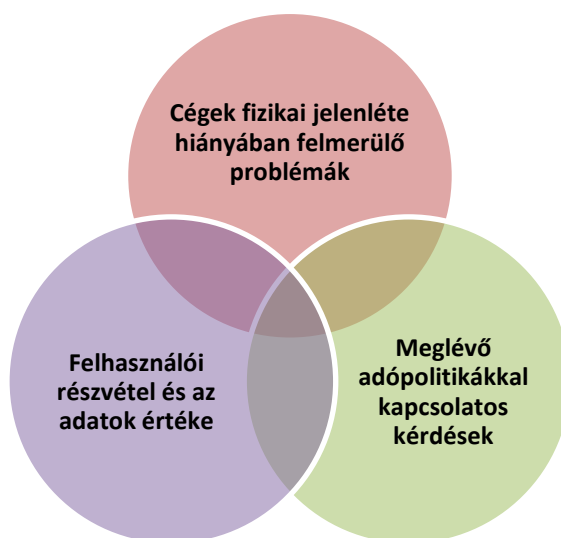 Cégek fizikai jelenléte
hiányában felmerülő
problémák
Felhasználói
részvétel és az
adatok értéke
Meglévő
adópolitikákkal
kapcsolatos
kérdések